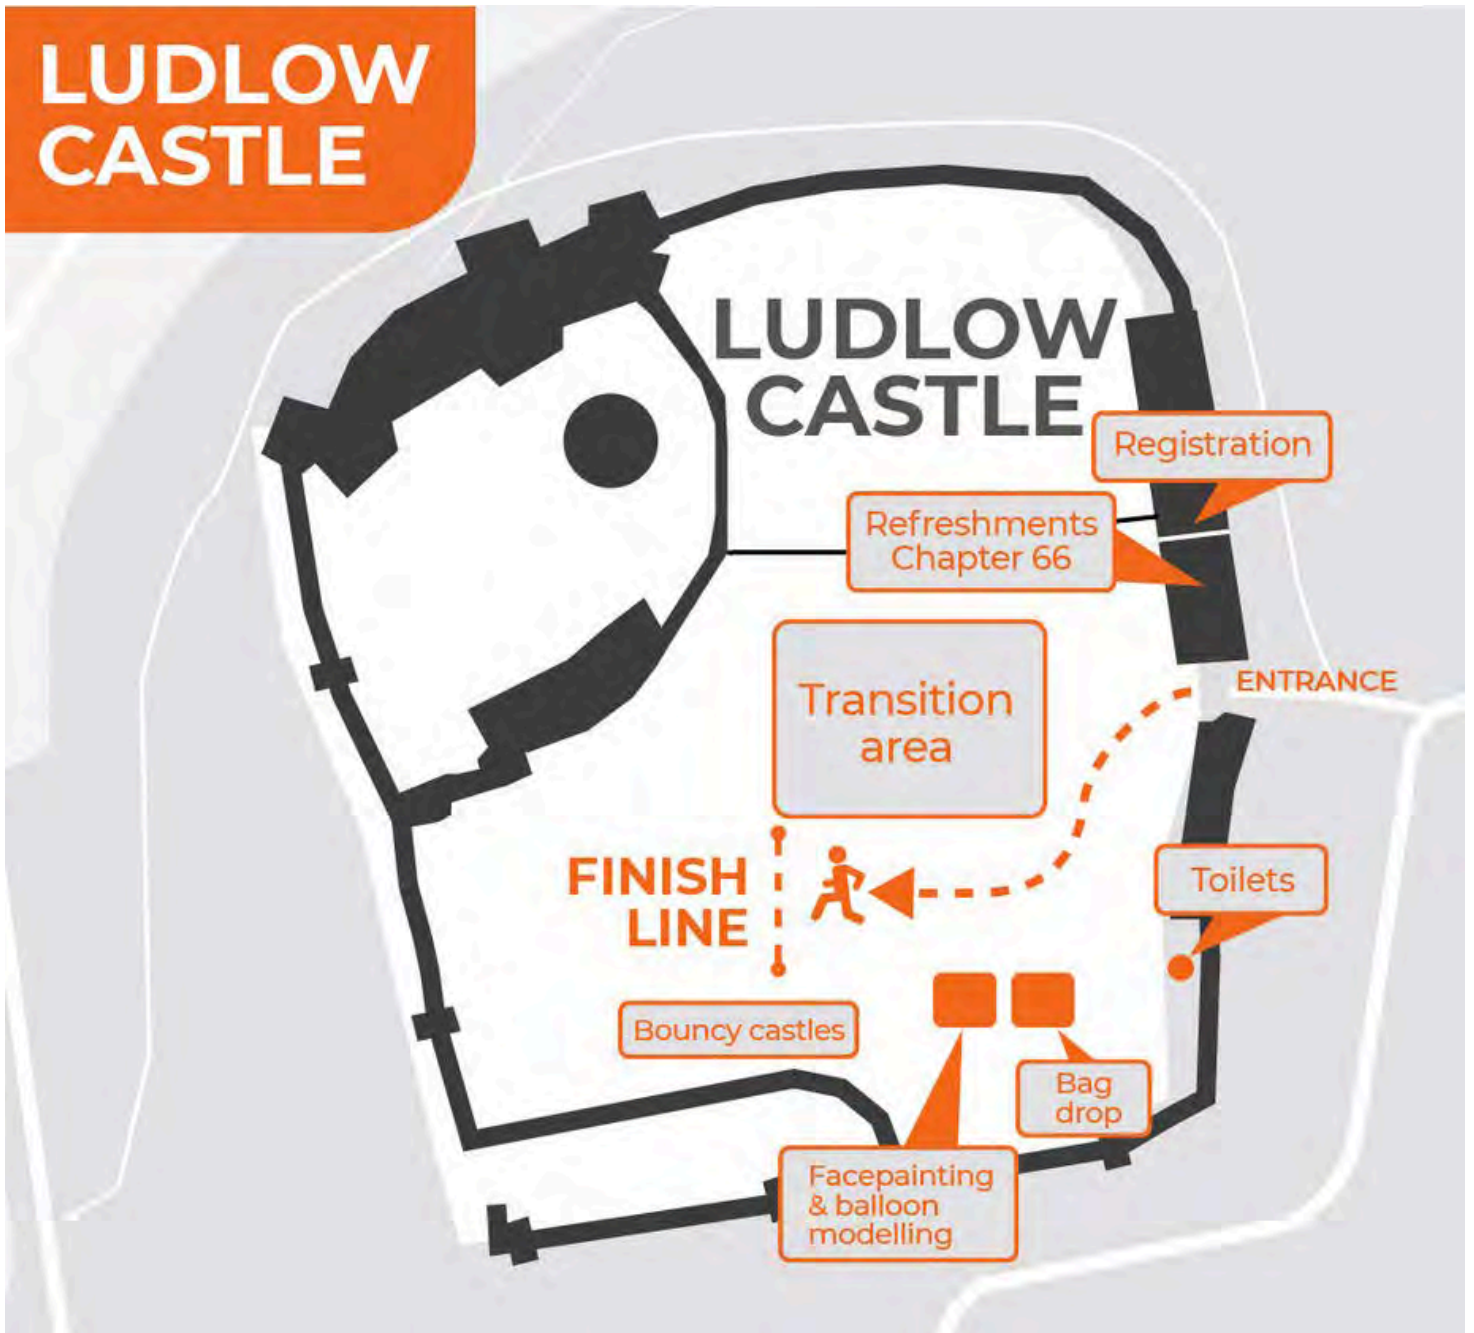 LUDLOW
CASTLE
LUDLOW
CASTLE
Registration
Refreshments
Chapter 66
Transition
area
ENTRANCE
FINISH
LINE
Toilets
Bouncy castles
Bag
drop
Facepainting
& balloon
modelling